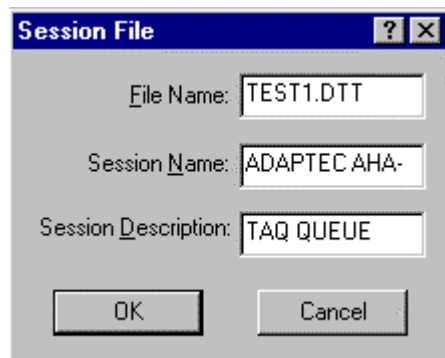 Session File
File Name: TEST1.DTT
Session Name: ADAPTEC AHA-
Session Description: TAQ QUEUE
OK Cancel